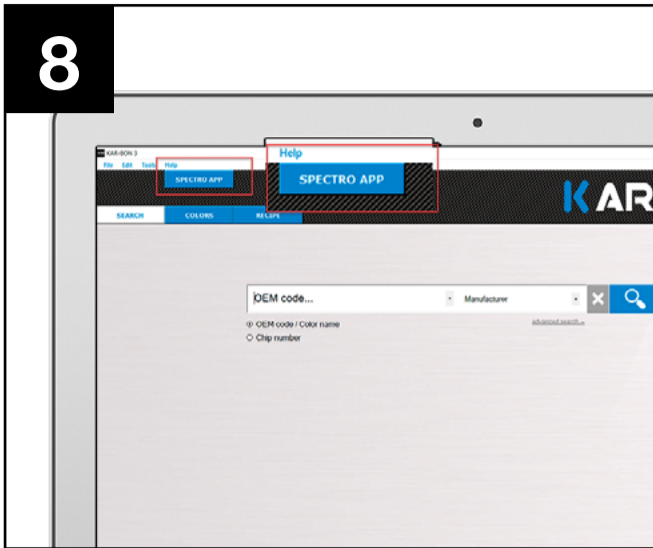 8
KAR-BON 3
File Edit Tools Help
SPECTRO APP
Help
SPECTRO APP
KAR
SEARCH COLORS RECIPE
OEM code... Manufacturer
OEM code / Color name
advanced search
Chip number